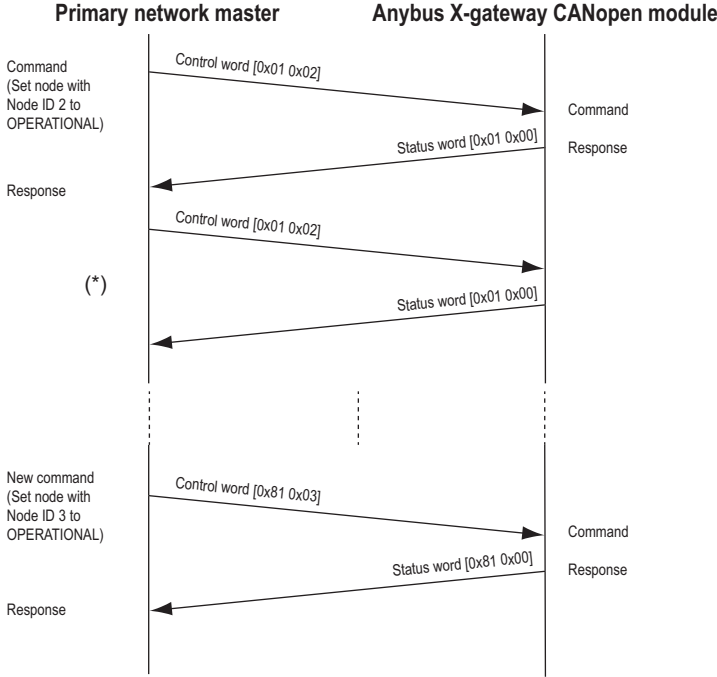 Primary network master
Anybus X-gateway CANopen module
Command
(Set node with
Node ID 2 to
OPERATIONAL)
Control word [0x01 0x02]
Command
Status word [0x01 0x00]
Response
Response
Control word [0x01 0x02]
(*)
Status word [0x01 0x00]
New command
(Set node with
Node ID 3 to
OPERATIONAL)
Control word [0x81 0x03]
Command
Status word [0x81 0x00]
Response
Response